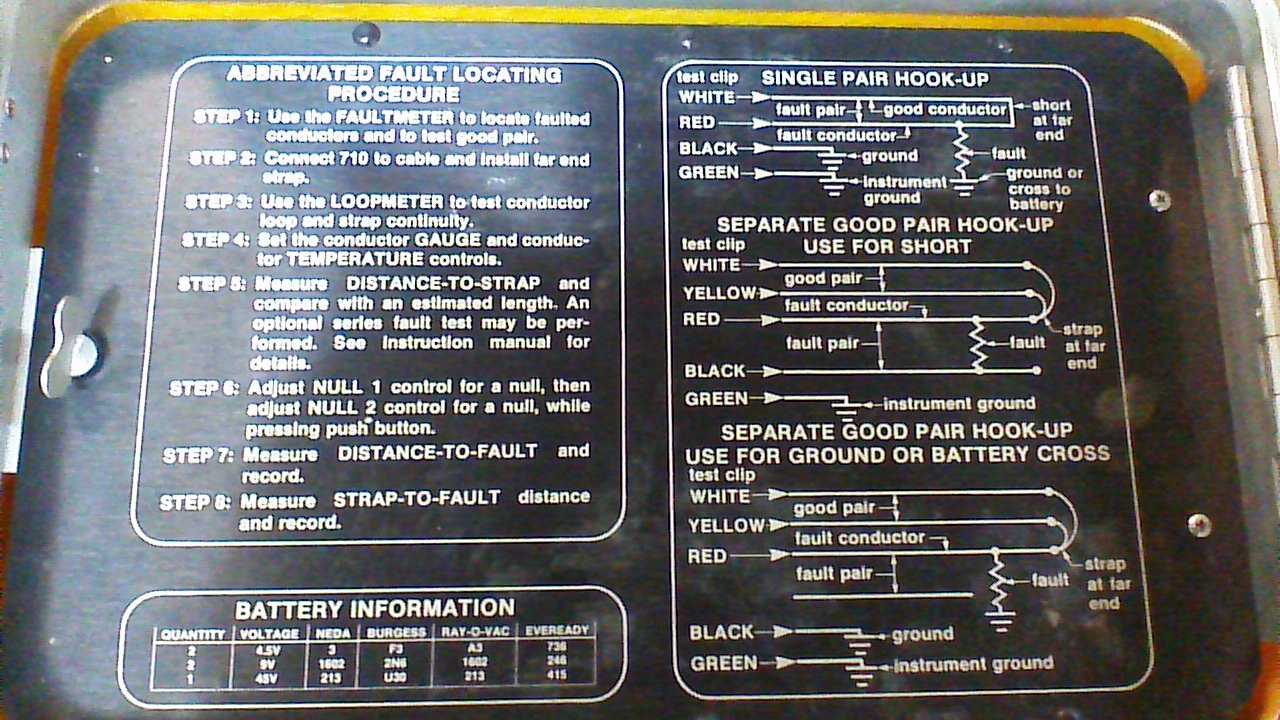 ABBREVIATED FAULT LOCATING
PROCEDURE
STEP 1: Use the FAULTMETER to locate faulted
conductors and to test good pair.
STEP 2: Connect 710 to cable and install far end
strap.
STEP 3: Use the LOOPMETER to test conductor
loop and strap continuity.
STEP 4: Set the conductor GAUGE and conduc-
tor TEMPERATURE controls.
STEP 5: Measure DISTANCE-TO-STRAP and
compare with an estimated length. An
optional series fault test may be per-
formed. See instruction manual for
details.
STEP 6: Adjust NULL 1 control for a null, then
adjust NULL 2 control for a null, while
pressing push button.
STEP 7: Measure DISTANCE-TO-FAULT and
record.
STEP 8: Measure STRAP-TO-FAULT distance
and record.
BATTERY INFORMATION
QUANTITY VOLTAGE NEDA BURGESS RAY-O-VAC EVEREADY
2 4.5V 3 F3 A3 736
2 9V 1602 2N6 1602 246
1 45V 213 U30 213 415
test clip SINGLE PAIR HOOK-UP
WHITE
fault pair good conductor short
RED at far
fault conductor end
BLACK
ground fault
GREEN
instrument ground or
ground cross to
battery
SEPARATE GOOD PAIR HOOK-UP
test clip USE FOR SHORT
WHITE
good pair
YELLOW
fault conductor
RED
strap
fault pair fault at far
end
BLACK
GREEN instrument ground
SEPARATE GOOD PAIR HOOK-UP
USE FOR GROUND OR BATTERY CROSS
test clip
WHITE
good pair
YELLOW
fault conductor
RED
strap
fault pair fault at far
end
BLACK ground
GREEN instrument ground